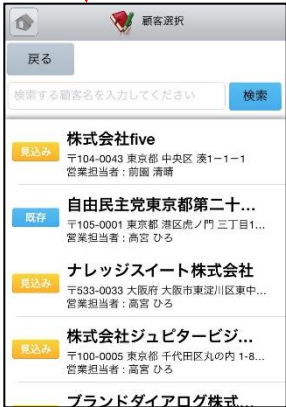 顧客選択
戻る
検索する顧客名を入力してください
検索
株式会社five
見込み
〒104-0043 東京都 中央区 湊1-1-1
営業担当者 : 前園 清晴
自由民主党東京都第二十...
既存
〒105-0001 東京都 港区虎ノ門 三丁目1...
営業担当者 : 高宮 ひろ
ナレッジスイート株式会社
見込み
〒533-0033 大阪府 大阪市東淀川区東中...
営業担当者 : 高宮 ひろ
株式会社ジュピタービジ...
見込み
〒100-0005 東京都 千代田区丸の内 1-8...
営業担当者 : 高宮 ひろ
ブランドダイアログ株式...